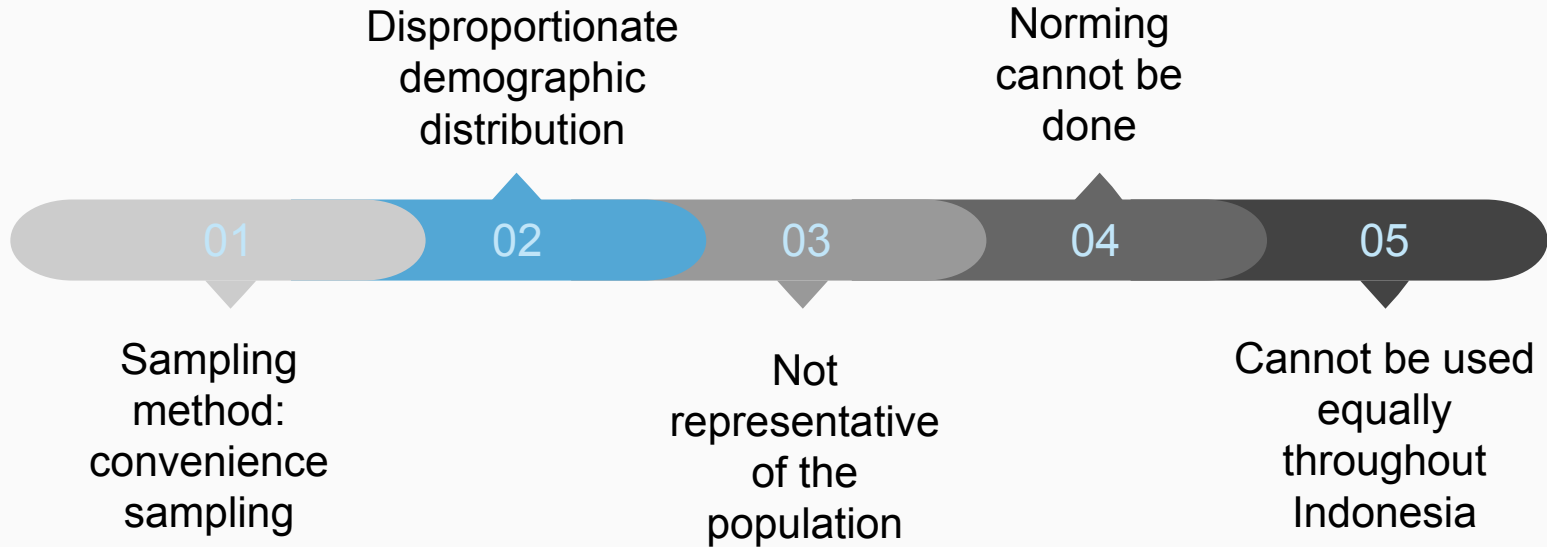 Disproportionate
demographic
distribution
Norming
cannot be
done
01
02
03
04
05
Sampling
method:
convenience
sampling
Not
representative
of the
population
Cannot be used
equally
throughout
Indonesia